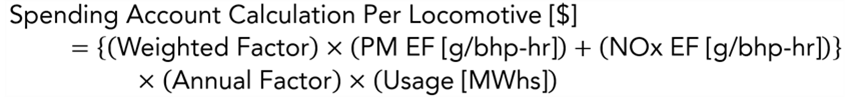 Spending Account Calculation Per Locomotive [$]
= {(Weighted Factor) × (PM EF [g/bhp-hr]) + (NOx EF [g/bhp-hr])}
× (Annual Factor) × (Usage [MWhs])